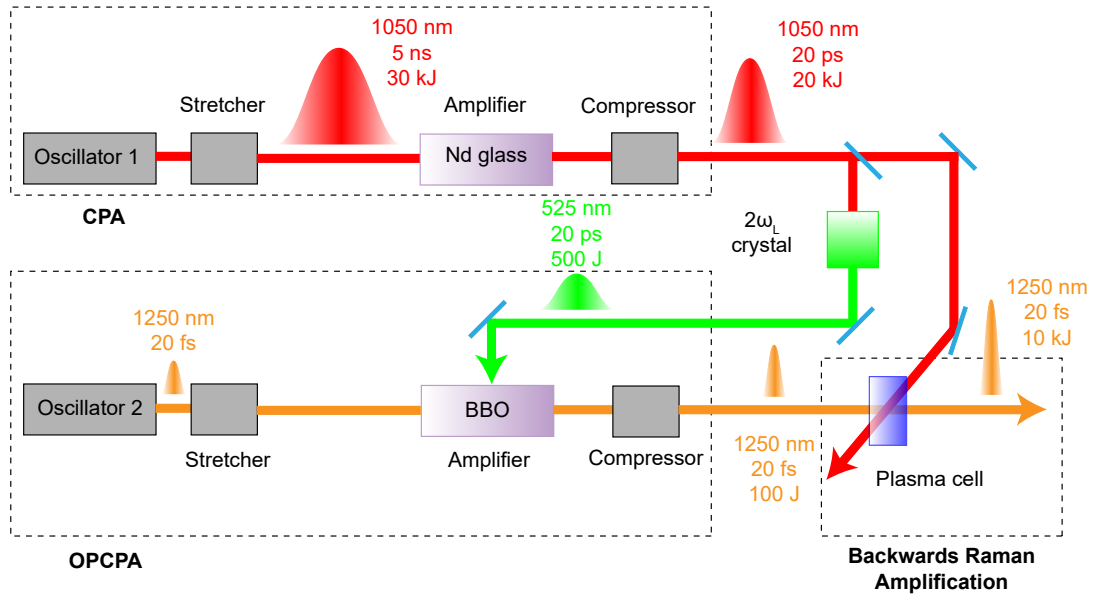 1050 nm
5 ns
30 kJ
1050 nm
20 ps
20 kJ
Stretcher
Amplifier
Compressor
Oscillator 1
Nd glass
CPA
525 nm
20 ps
500 J
2ω_L
crystal
1250 nm
20 fs
1250 nm
20 fs
10 kJ
Oscillator 2
BBO
Stretcher
Amplifier
Compressor
1250 nm
20 fs
100 J
Plasma cell
OPCPA
Backwards Raman
Amplification